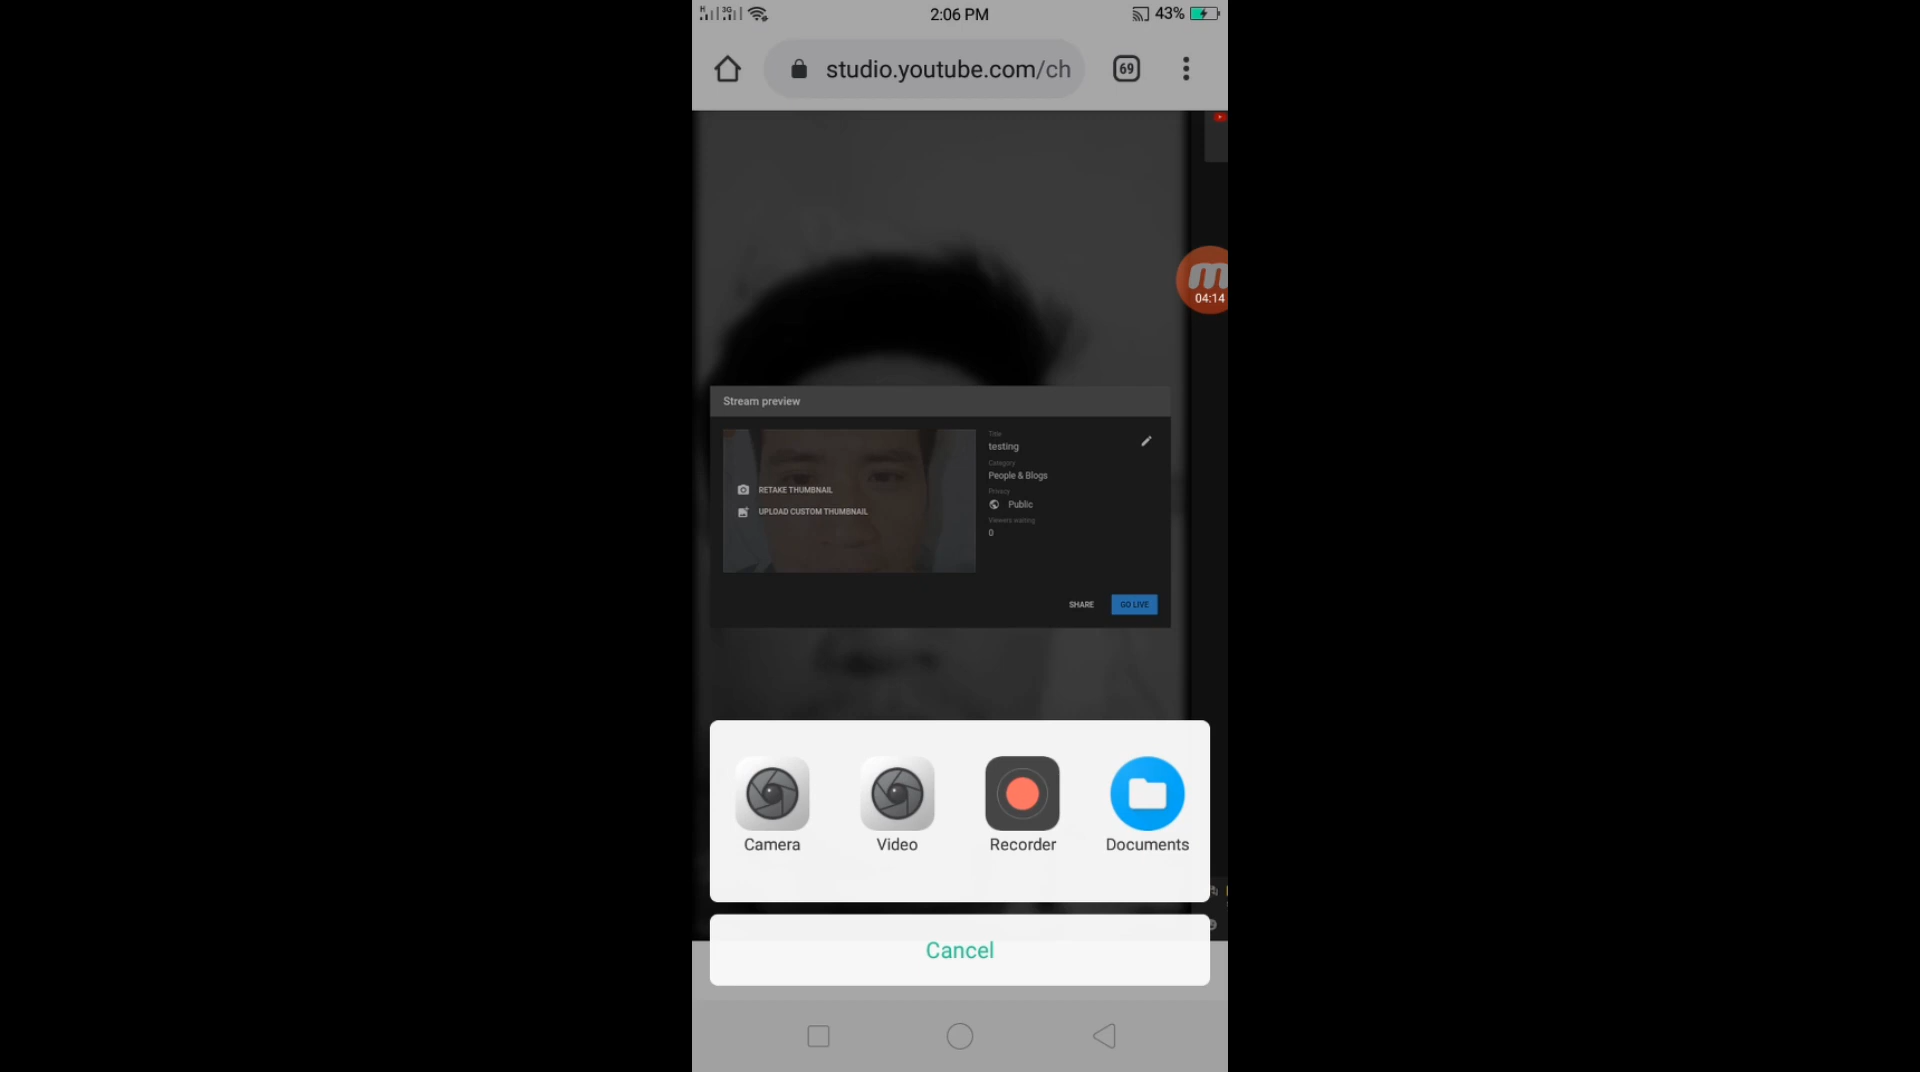 H 3G 2:06 PM 43%
studio.youtube.com/ch 69
04:14
Stream preview
Title
testing
Category
People & Blogs
Privacy
Public
Viewers waiting
0
RETAKE THUMBNAIL
UPLOAD CUSTOM THUMBNAIL
SHARE GO LIVE
Camera Video Recorder Documents
Cancel